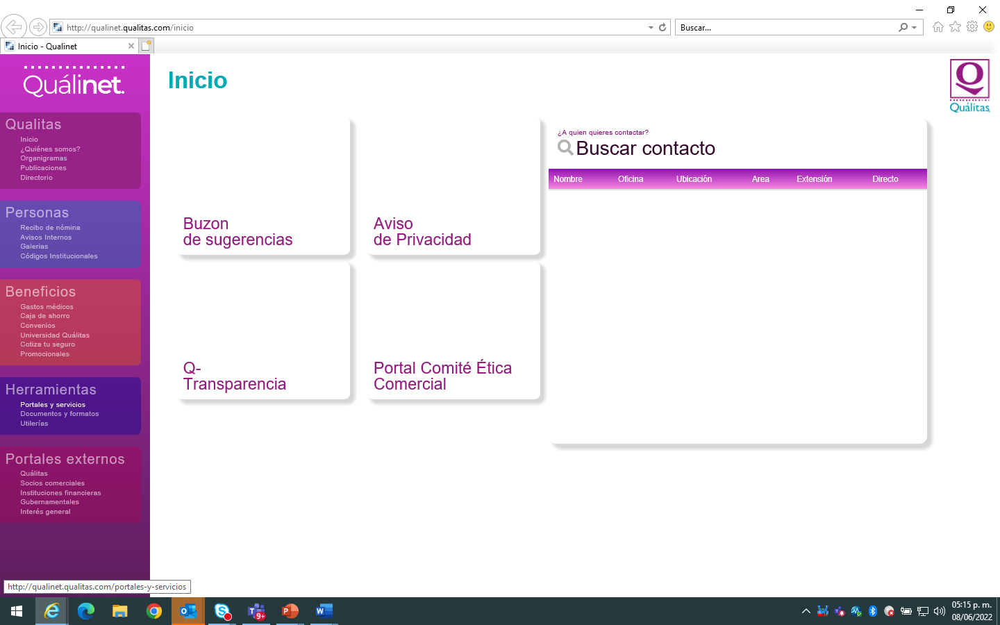 http://qualinet.qualitas.com/inicio
Buscar...
Inicio - Qualinet
Quálinet.
Inicio
Quálitas
Qualitas
Inicio
¿Quiénes somos?
Organigramas
Publicaciones
Directorio
Personas
Recibo de nómina
Avisos Internos
Galerias
Códigos Institucionales
Beneficios
Gastos médicos
Caja de ahorro
Convenios
Universidad Quálitas
Cotiza tu seguro
Promocionales
Herramientas
Portales y servicios
Documentos y formatos
Utilerías
Portales externos
Quálitas
Socios comerciales
Instituciones financieras
Gubernamentales
Interés general
Buzon
de sugerencias
Aviso
de Privacidad
Q-
Transparencia
Portal Comité Ética
Comercial
¿A quien quieres contactar?
Buscar contacto
Nombre Oficina Ubicación Area Extensión Directo
http://qualinet.qualitas.com/portales-y-servicios
9+
05:15 p. m.
08/06/2022